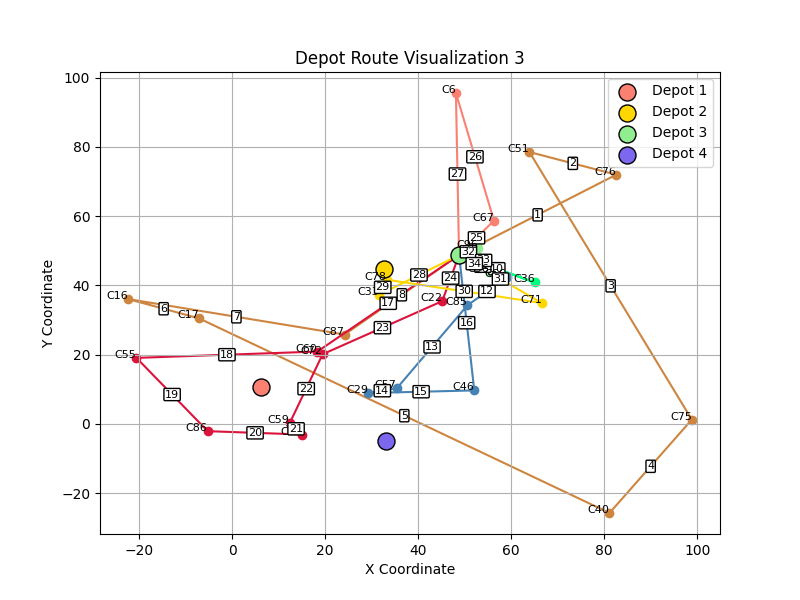 Depot Route Visualization 3
100
80
60
40
20
0
−20
−20
0
20
40
60
80
100
X Coordinate
Y Coordinate
Depot 1
Depot 2
Depot 3
Depot 4
C6
C51
C76
C67
C78
C36
C16
C31
C22
C85
C71
C17
C87
C55
C29
C57
C46
C59
C86
C75
C40
26
2
27
1
25
32
34
10
28
24
31
29
3
8
30
12
17
6
7
23
16
13
18
19
22
14
15
5
20
21
4